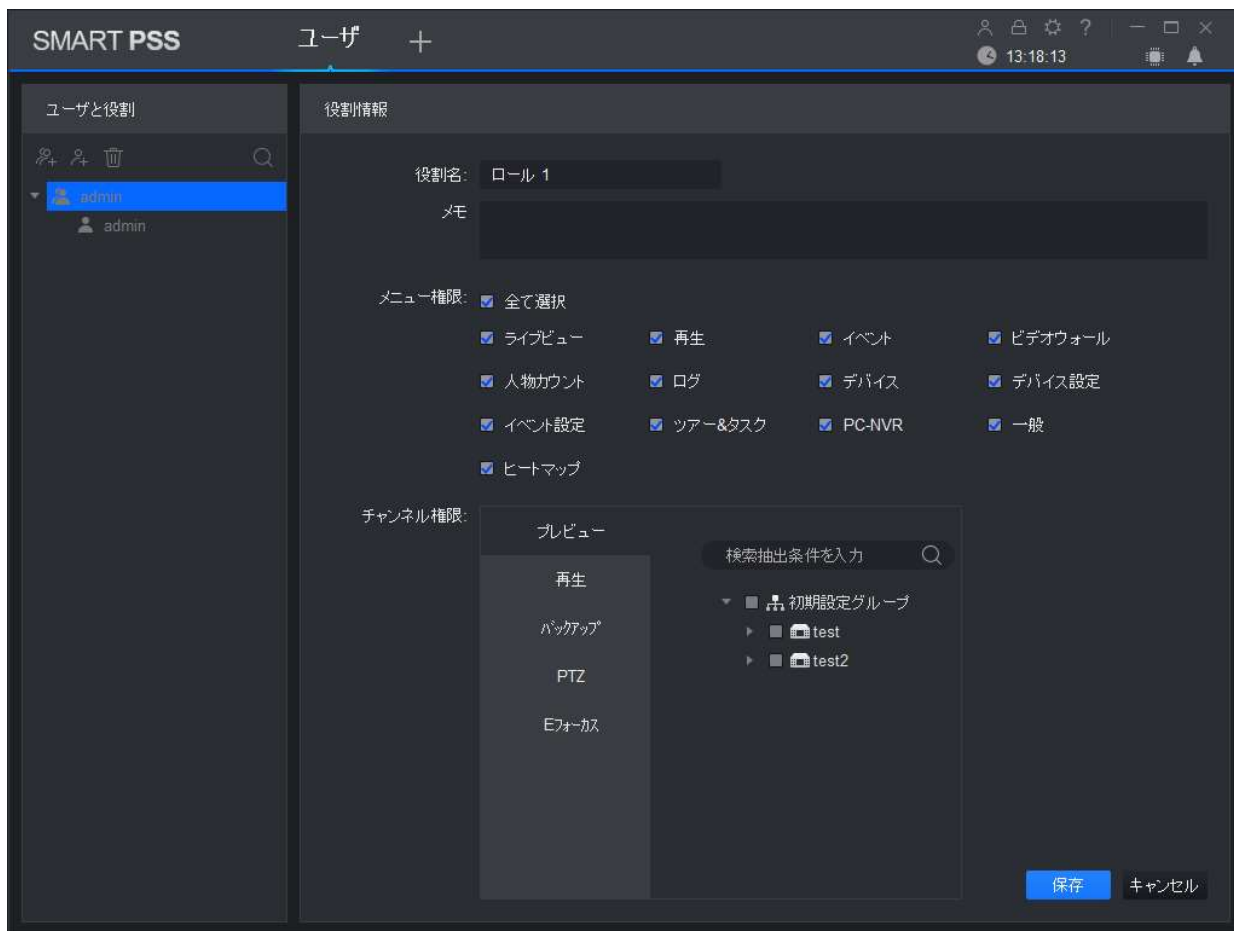 SMART PSS
ユーザ
?
13:18:13
ユーザと役割
admin
admin
役割情報
役割名: ロール 1
メモ
メニュー権限: 全て選択
ライブビュー 再生 イベント ビデオウォール
人物カウント ログ デバイス デバイス設定
イベント設定 ツアー&タスク PC-NVR 一般
ヒートマップ
チャンネル権限:
プレビュー
再生
バックアップ
PTZ
Eフォーカス
検索抽出条件を入力
初期設定グループ
test
test2
保存 キャンセル